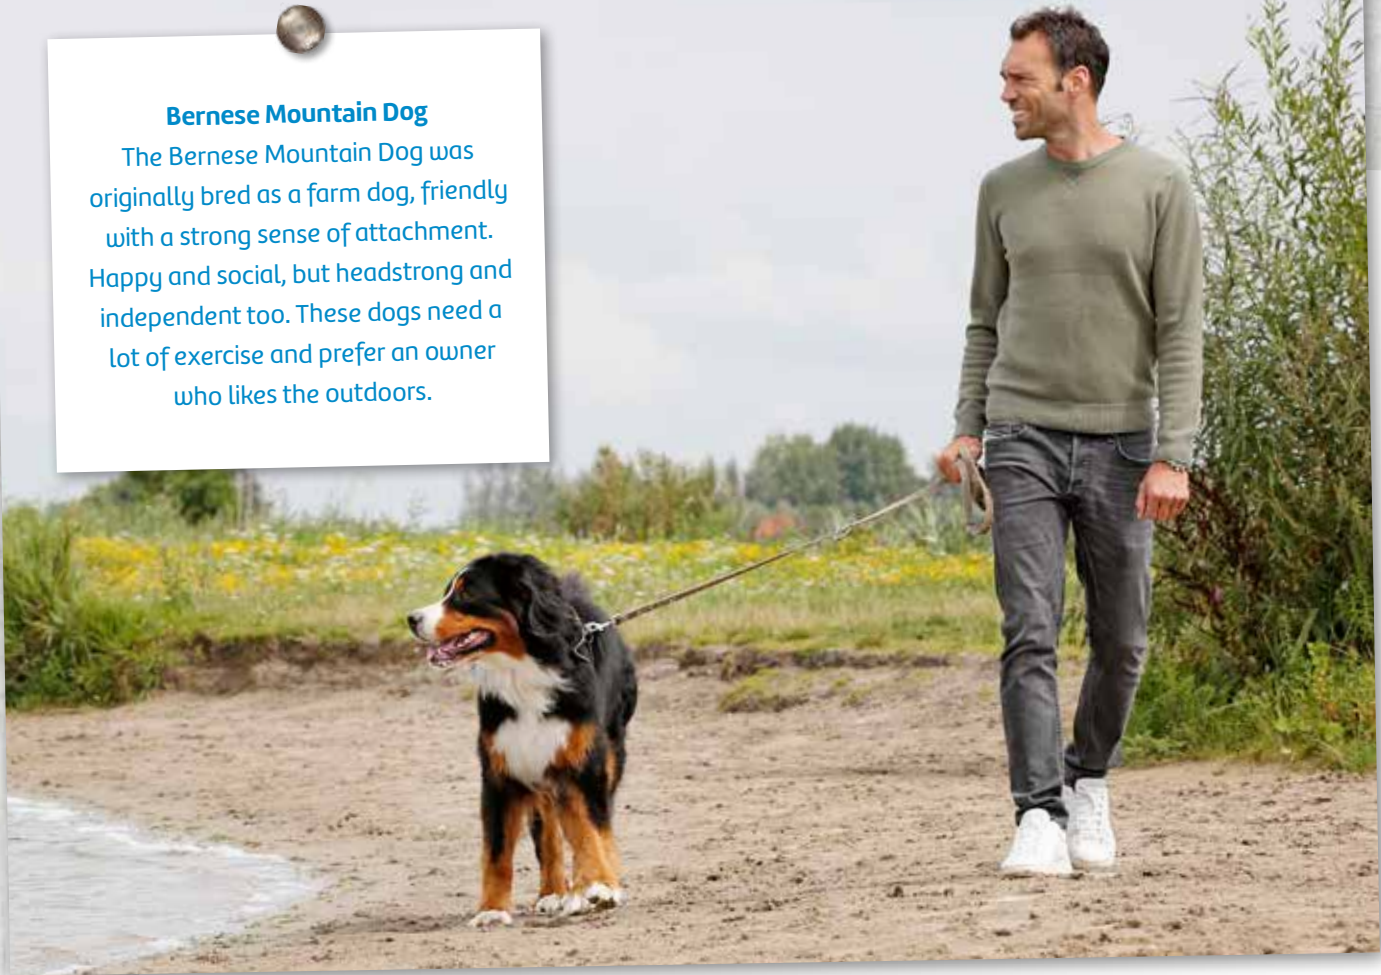 Bernese Mountain Dog
The Bernese Mountain Dog was
originally bred as a farm dog, friendly
with a strong sense of attachment.
Happy and social, but headstrong and
independent too. These dogs need a
lot of exercise and prefer an owner
who likes the outdoors.